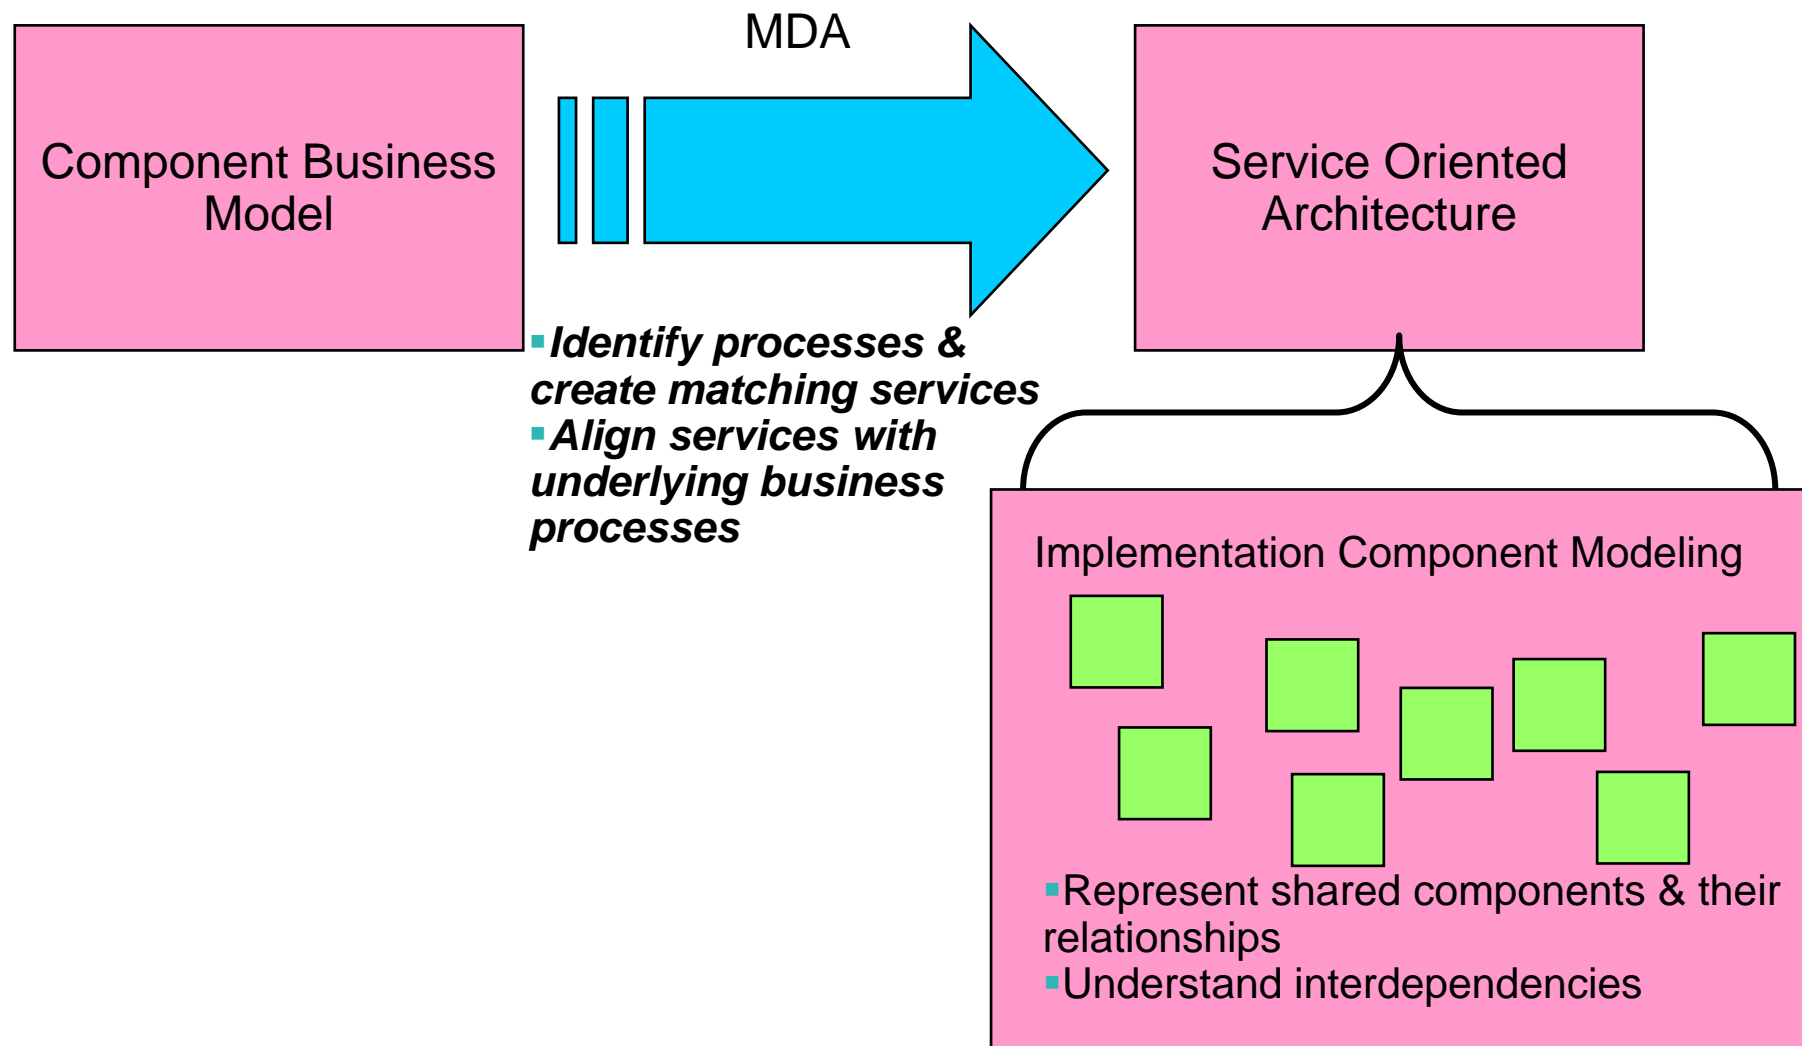 MDA
Component Business
Model
Service Oriented
Architecture
▪Identify processes &
create matching services
▪Align services with
underlying business
processes
Implementation Component Modeling
▪Represent shared components & their
relationships
▪Understand interdependencies